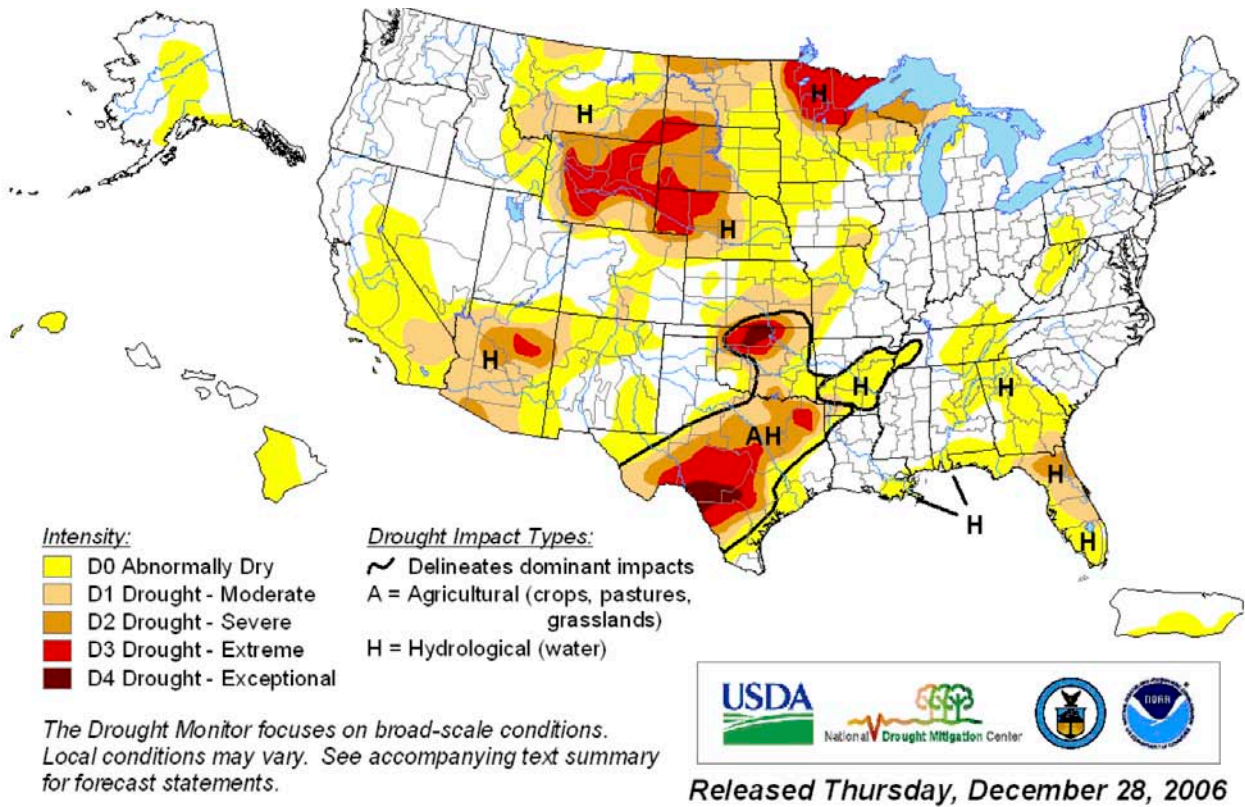 H
H
H
H
H
H
A H
H
H
H
Intensity:
D0 Abnormally Dry
D1 Drought - Moderate
D2 Drought - Severe
D3 Drought - Extreme
D4 Drought - Exceptional
Drought Impact Types:
Delineates dominant impacts
A = Agricultural (crops, pastures,
grasslands)
H = Hydrological (water)
The Drought Monitor focuses on broad-scale conditions.
Local conditions may vary. See accompanying text summary
for forecast statements.
USDA
National Drought Mitigation Center
NOAA
Released Thursday, December 28, 2006